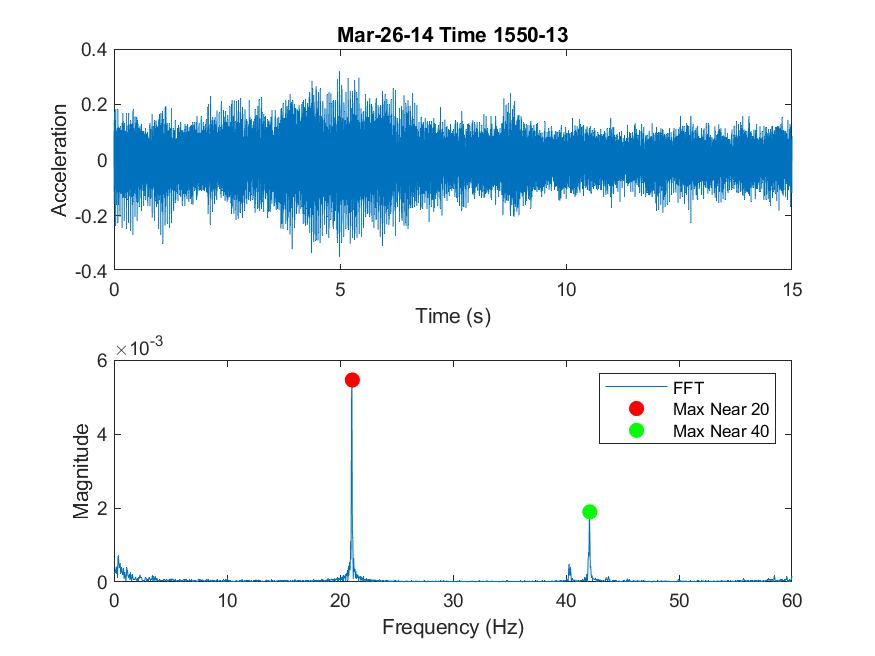 Mar-26-14 Time 1550-13
0.4
0.2
0
-0.2
-0.4
Acceleration
0 5 10 15
Time (s)
×10-3
6
4
2
0
Magnitude
FFT
Max Near 20
Max Near 40
0 10 20 30 40 50 60
Frequency (Hz)